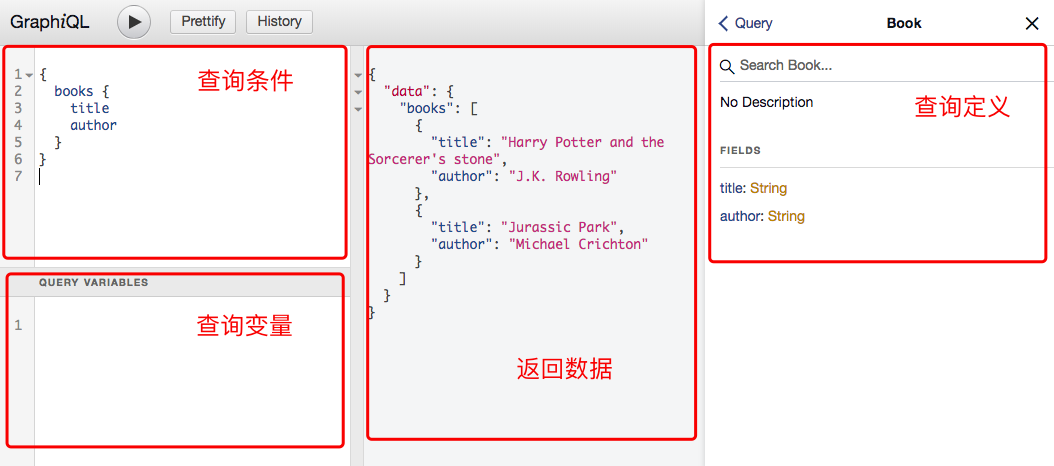 GraphiQL
Prettify
History
1 {
2 books {
3 title
4 author
5 }
6 }
7
查询条件
QUERY VARIABLES
1
查询变量
{
"data": {
"books": [
{
"title": "Harry Potter and the
Sorcerer's stone",
"author": "J.K. Rowling"
},
{
"title": "Jurassic Park",
"author": "Michael Crichton"
}
]
}
}
返回数据
Query
Book
Search Book...
No Description
查询定义
FIELDS
title: String
author: String